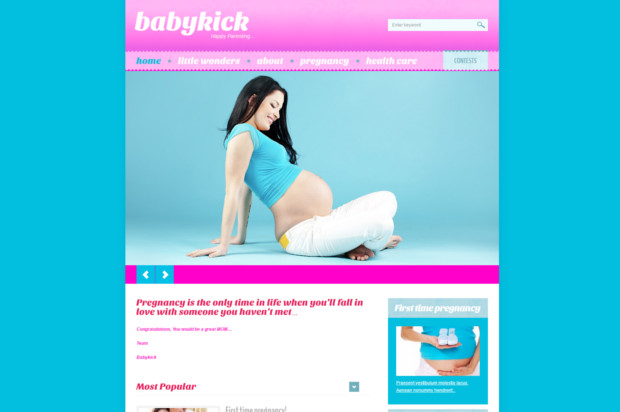 babykick
Happy Parenting
Enter keyword
home
little wonders
about
pregnancy
health care
CONTESTS
Pregnancy is the only time in life when you'll fall in
love with someone you haven't met...
Congratulations, You would be a great MOM...
Team
Babykick
Most Popular
First time pregnancy!
First time pregnancy
Praesent vestibulum molestie lacus.
Aenean nonummy hendrerit...